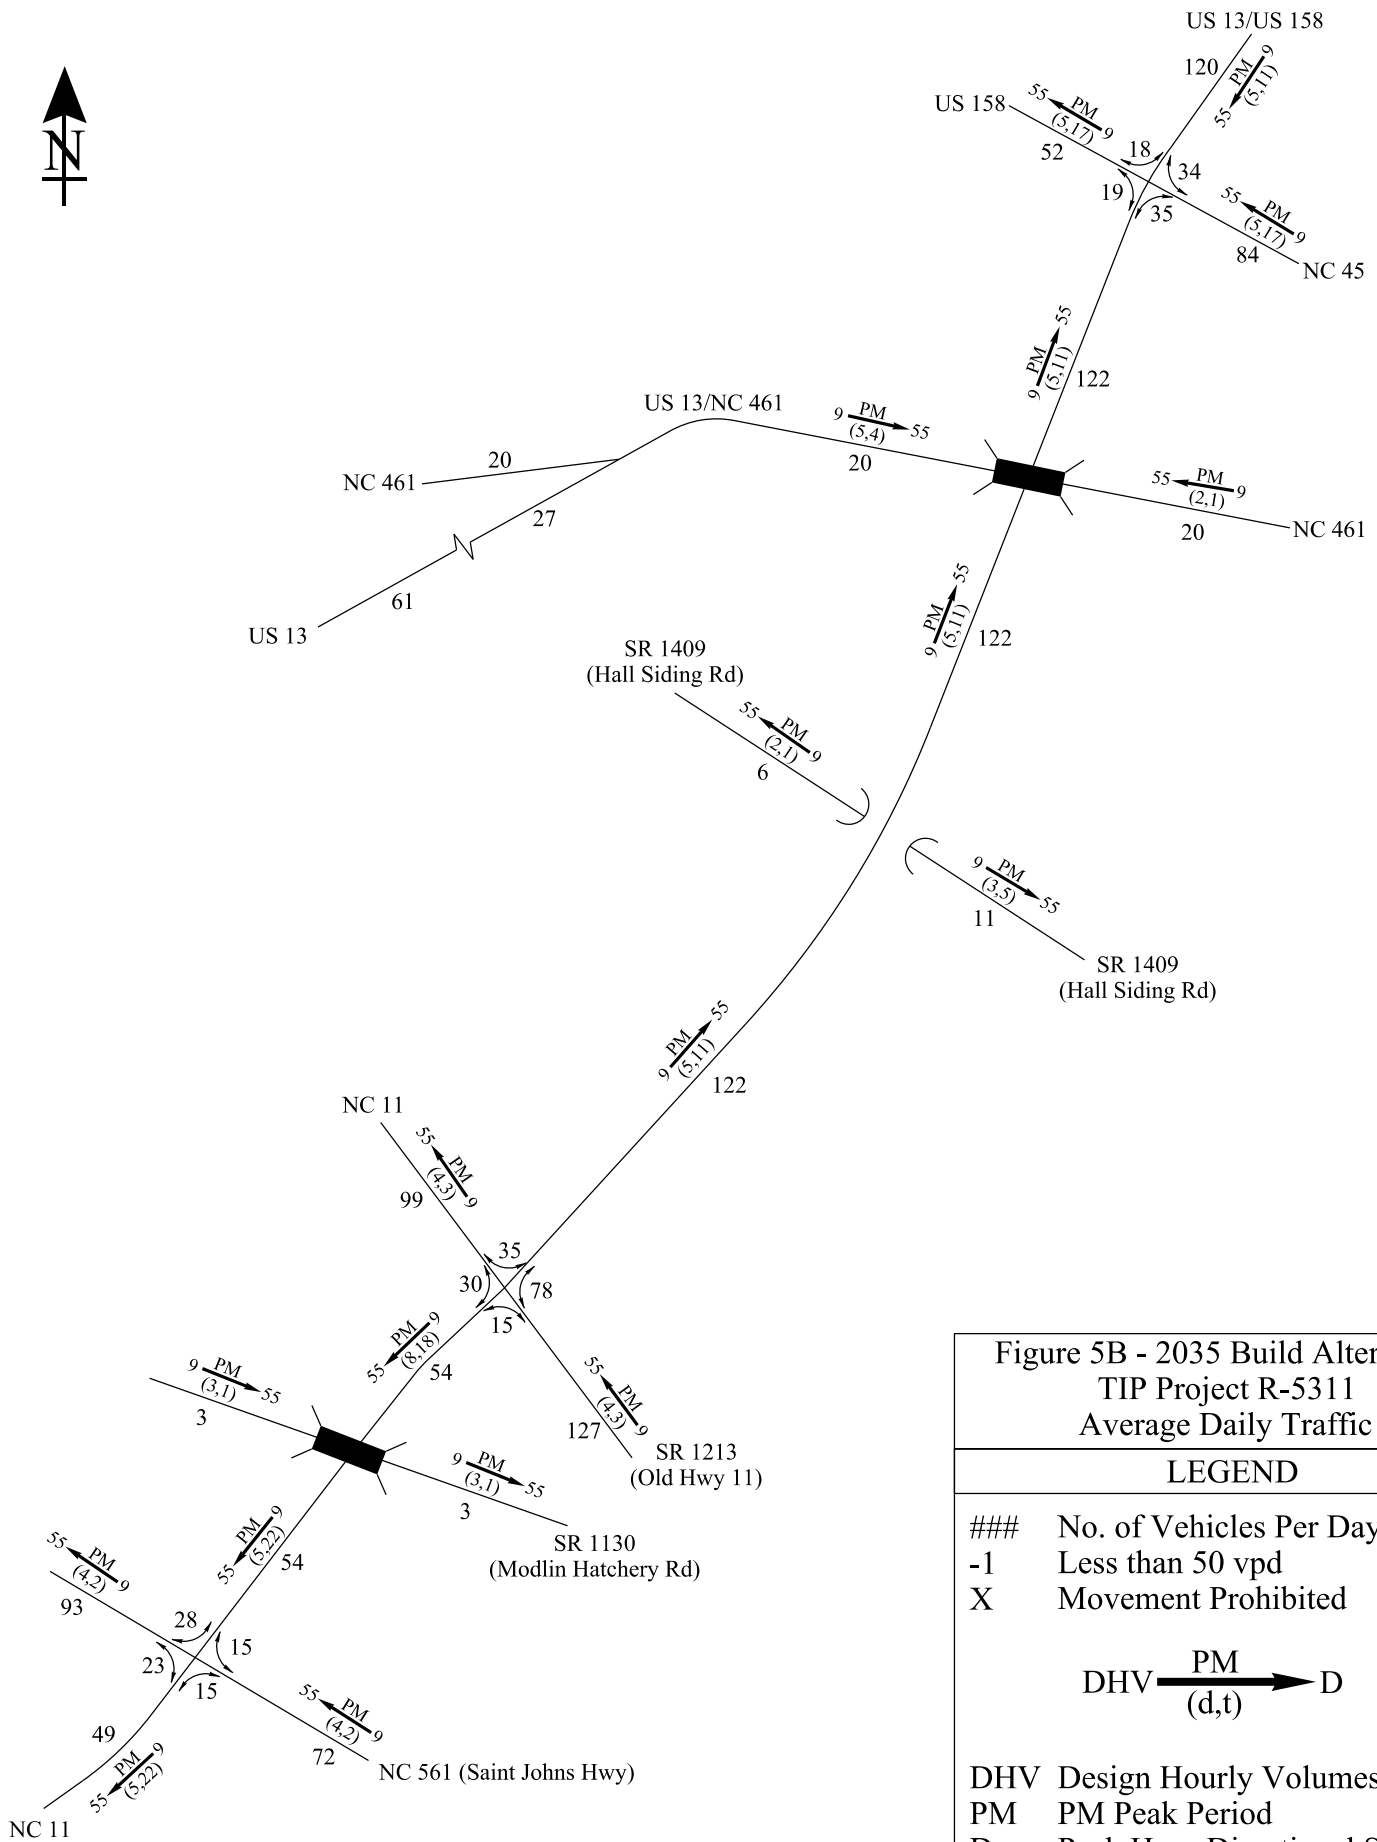 US 13/US 158
120
PM
9
55
(5,11)
N
US 158
55
PM
9
(5,17)
52
18
34
19
35
55
PM
9
(5,17)
84
NC 45
9
PM
55
(5,11)
122
US 13/NC 461
9
PM
55
(5,4)
20
NC 461
20
27
61
US 13
55
PM
9
(2,1)
20
NC 461
9
PM
55
(5,11)
122
SR 1409
(Hall Siding Rd)
55
PM
9
(2,1)
6
9
PM
55
(3,5)
11
SR 1409
(Hall Siding Rd)
9
PM
55
(5,11)
122
NC 11
55
PM
9
(4,3)
99
35
30
78
15
55
PM
9
(8,18)
54
55
PM
9
(4,3)
127
SR 1213
(Old Hwy 11)
9
PM
55
(3,1)
3
9
PM
55
(3,1)
3
SR 1130
(Modlin Hatchery Rd)
55
PM
9
(5,22)
54
55
PM
9
(4,2)
93
28
15
23
15
55
PM
9
(4,2)
72
NC 561 (Saint Johns Hwy)
49
55
PM
9
(5,22)
NC 11
Figure 5B - 2035 Build Alter
TIP Project R-5311
Average Daily Traffic
LEGEND
### No. of Vehicles Per Day
-1 Less than 50 vpd
X Movement Prohibited
DHV PM D
(d,t)
DHV Design Hourly Volumes
PM PM Peak Period